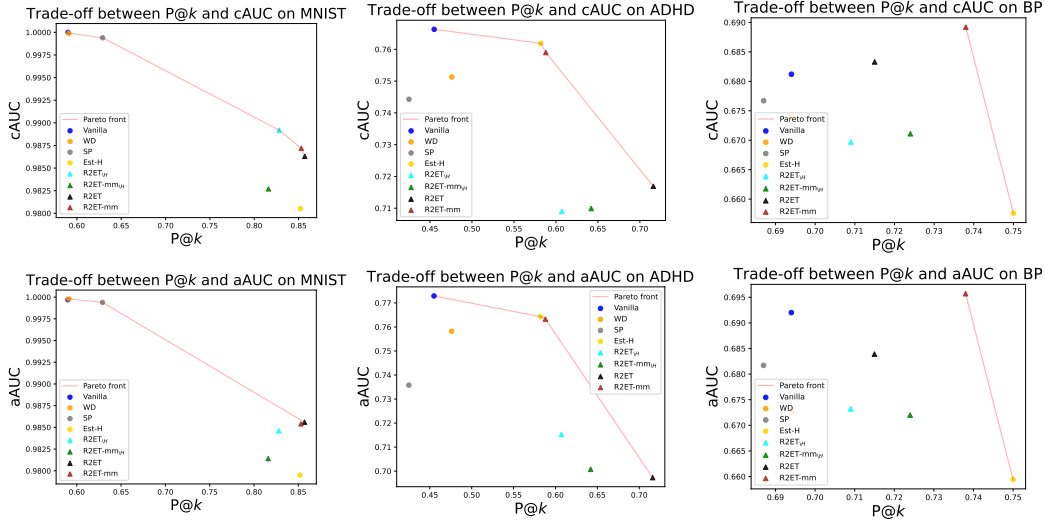 Trade-off between P@k and cAUC on MNIST
1.0000
0.9975
0.9950
0.9925
0.9900
0.9875
0.9850
0.9825
0.9800
cAUC
Pareto front
Vanilla
WD
SP
Est-H
R2ET\H
R2ET-mm\H
R2ET
R2ET-mm
0.60 0.65 0.70 0.75 0.80 0.85
P@k
Trade-off between P@k and cAUC on ADHD
0.76
0.75
0.74
0.73
0.72
0.71
cAUC
Pareto front
Vanilla
WD
SP
Est-H
R2ET\H
R2ET-mm\H
R2ET
R2ET-mm
0.45 0.50 0.55 0.60 0.65 0.70
P@k
Trade-off between P@k and cAUC on BP
0.690
0.685
0.680
0.675
0.670
0.665
0.660
cAUC
Pareto front
Vanilla
WD
SP
Est-H
R2ET\H
R2ET-mm\H
R2ET
R2ET-mm
0.69 0.70 0.71 0.72 0.73 0.74 0.75
P@k
Trade-off between P@k and aAUC on MNIST
1.0000
0.9975
0.9950
0.9925
0.9900
0.9875
0.9850
0.9825
0.9800
aAUC
Pareto front
Vanilla
WD
SP
Est-H
R2ET\H
R2ET-mm\H
R2ET
R2ET-mm
0.60 0.65 0.70 0.75 0.80 0.85
P@k
Trade-off between P@k and aAUC on ADHD
0.77
0.76
0.75
0.74
0.73
0.72
0.71
0.70
aAUC
Pareto front
Vanilla
WD
SP
Est-H
R2ET\H
R2ET-mm\H
R2ET
R2ET-mm
0.45 0.50 0.55 0.60 0.65 0.70
P@k
Trade-off between P@k and aAUC on BP
0.695
0.690
0.685
0.680
0.675
0.670
0.665
0.660
aAUC
Pareto front
Vanilla
WD
SP
Est-H
R2ET\H
R2ET-mm\H
R2ET
R2ET-mm
0.69 0.70 0.71 0.72 0.73 0.74 0.75
P@k